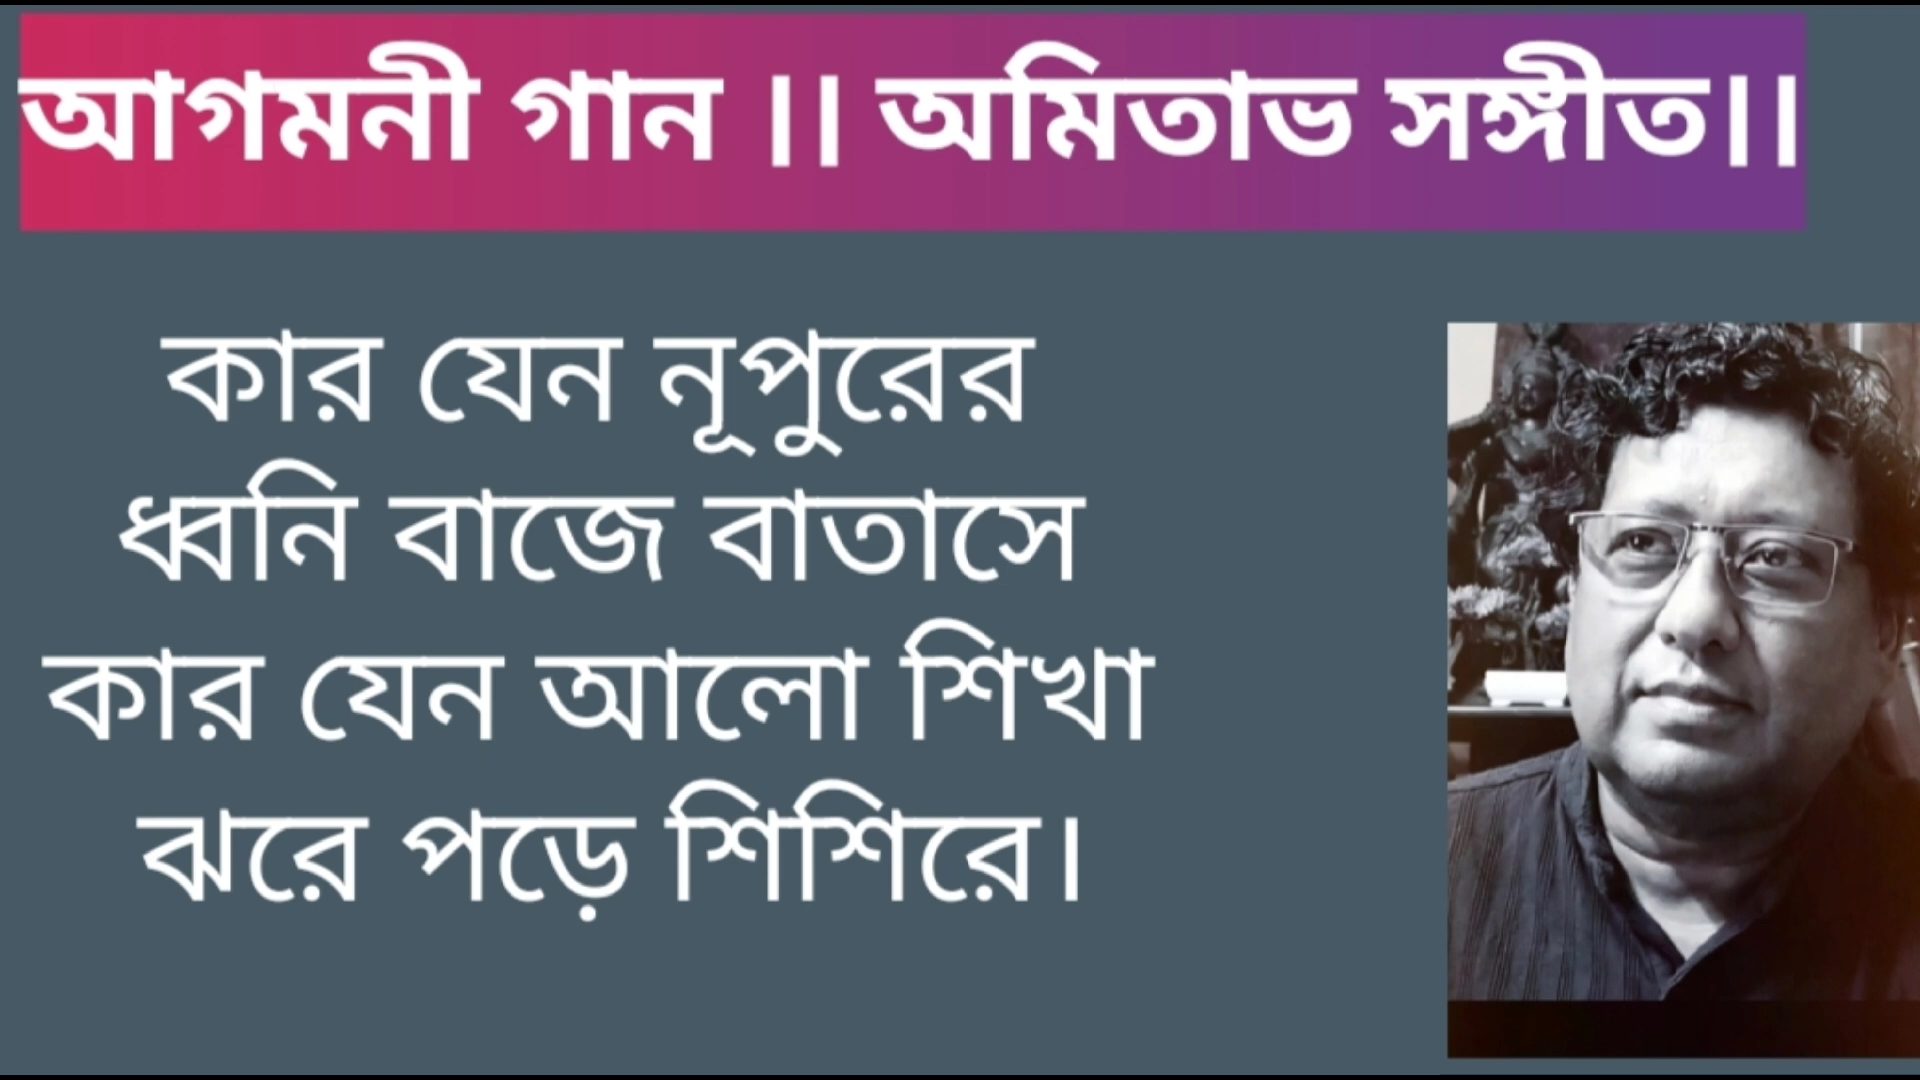 আগমনী গান ।। অমিতাভ সঙ্গীত।।
কার যেন নূপুরের
ধ্বনি বাজে বাতাসে
কার যেন আলো শিখা
ঝরে পড়ে শিশিরে।